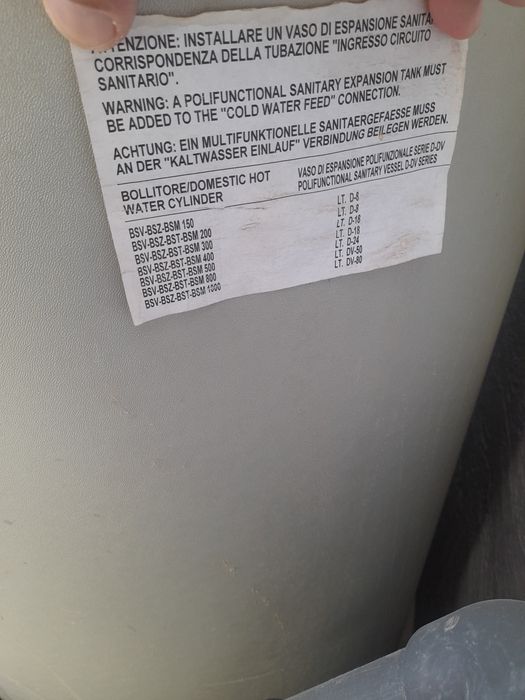 ATTENZIONE: INSTALLARE UN VASO DI ESPANSIONE SANITA
CORRISPONDENZA DELLA TUBAZIONE "INGRESSO CIRCUITO
SANITARIO".
WARNING: A POLIFUNCTIONAL SANITARY EXPANSION TANK MUST
BE ADDED TO THE "COLD WATER FEED" CONNECTION.
ACHTUNG: EIN MULTIFUNKTIONELLE SANITAERGEFAESSE MUSS
AN DER "KALTWASSER EINLAUF" VERBINDUNG BEILEGEN WERDEN.
BOLLITORE/DOMESTIC HOT
WATER CYLINDER
VASO DI ESPANSIONE POLIFUNZIONALE SERIE D-DV
POLIFUNCTIONAL SANITARY VESSEL D-DV SERIES
BSV-BSZ-BSM 150 LT. D-8
BSV-BSZ-BST-BSM 200 LT. D-8
BSV-BSZ-BST-BSM 300 LT. D-18
BSV-BSZ-BST-BSM 400 LT. D-18
BSV-BSZ-BST-BSM 500 LT. D-24
BSV-BSZ-BST-BSM 800 LT. DV-50
BSV-BSZ-BST-BSM 1000 LT. DV-80